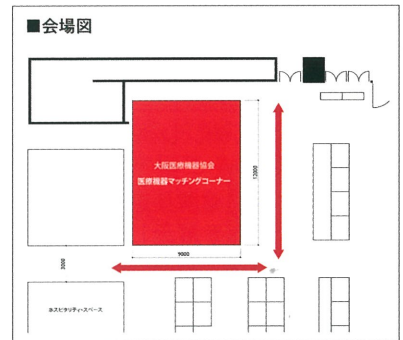 ■会場図
大阪医療機器協会
医療機器マッチングコーナー
12000
9000
3000
ホスピタリティ・スペース